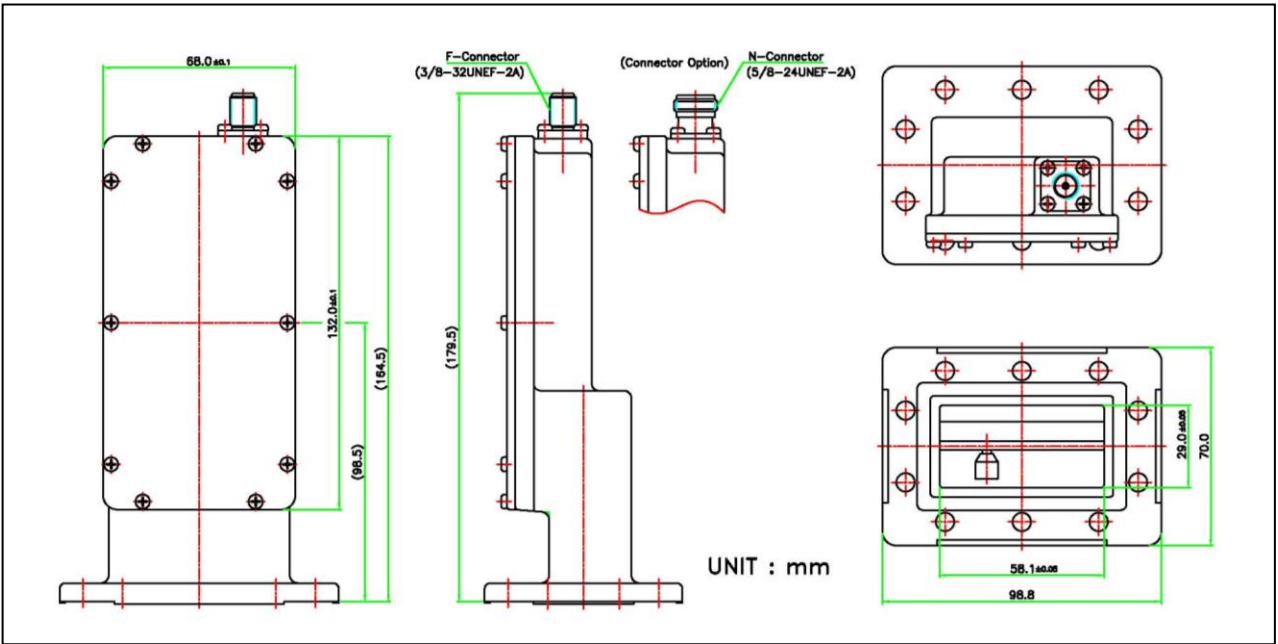 68.0±0.1
F-Connector
(3/8-32UNEF-2A)
(Connector Option)
N-Connector
(5/8-24UNEF-2A)
132.0±0.1
(164.5)
(98.5)
(179.5)
29.0±0.05
70.0
UNIT : mm
58.1±0.05
98.8